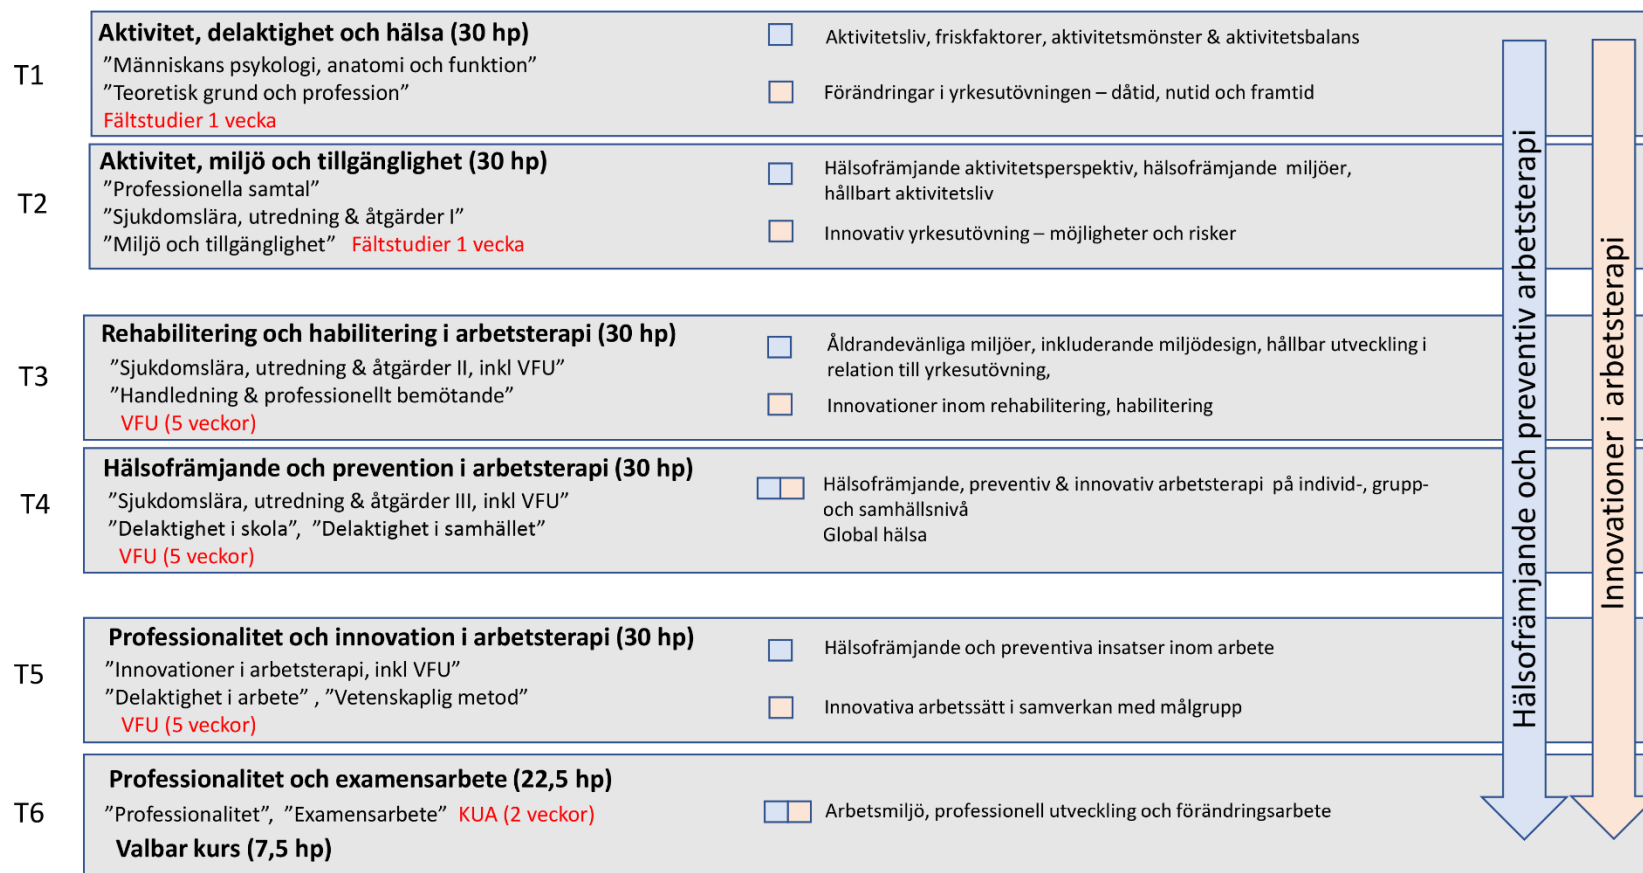 T1
Aktivitet, delaktighet och hälsa (30 hp)
”Människans psykologi, anatomi och funktion”
”Teoretisk grund och profession”
Fältstudier 1 vecka
Aktivitetsliv, friskfaktorer, aktivitetsmönster & aktivitetsbalans
Förändringar i yrkesutövningen – dåtid, nutid och framtid
T2
Aktivitet, miljö och tillgänglighet (30 hp)
”Professionella samtal”
”Sjukdomslära, utredning & åtgärder I”
”Miljö och tillgänglighet” Fältstudier 1 vecka
Hälsofrämjande aktivitetsperspektiv, hälsofrämjande miljöer,
hållbart aktivitetsliv
Innovativ yrkesutövning – möjligheter och risker
T3
Rehabilitering och habilitering i arbetsterapi (30 hp)
”Sjukdomslära, utredning & åtgärder II, inkl VFU”
”Handledning & professionellt bemötande”
VFU (5 veckor)
Åldrandevänliga miljöer, inkluderande miljödesign, hållbar utveckling i
relation till yrkesutövning,
Innovationer inom rehabilitering, habilitering
T4
Hälsofrämjande och prevention i arbetsterapi (30 hp)
”Sjukdomslära, utredning & åtgärder III, inkl VFU”
”Delaktighet i skola”, ”Delaktighet i samhället”
VFU (5 veckor)
Hälsofrämjande, preventiv & innovativ arbetsterapi på individ-, grupp-
och samhällsnivå
Global hälsa
T5
Professionalitet och innovation i arbetsterapi (30 hp)
”Innovationer i arbetsterapi, inkl VFU”
”Delaktighet i arbete” , ”Vetenskaplig metod”
VFU (5 veckor)
Hälsofrämjande och preventiva insatser inom arbete
Innovativa arbetssätt i samverkan med målgrupp
T6
Professionalitet och examensarbete (22,5 hp)
”Professionalitet”, ”Examensarbete” KUA (2 veckor)
Valbar kurs (7,5 hp)
Arbetsmiljö, professionell utveckling och förändringsarbete
Hälsofrämjande och preventiv arbetsterapi
Innovationer i arbetsterapi